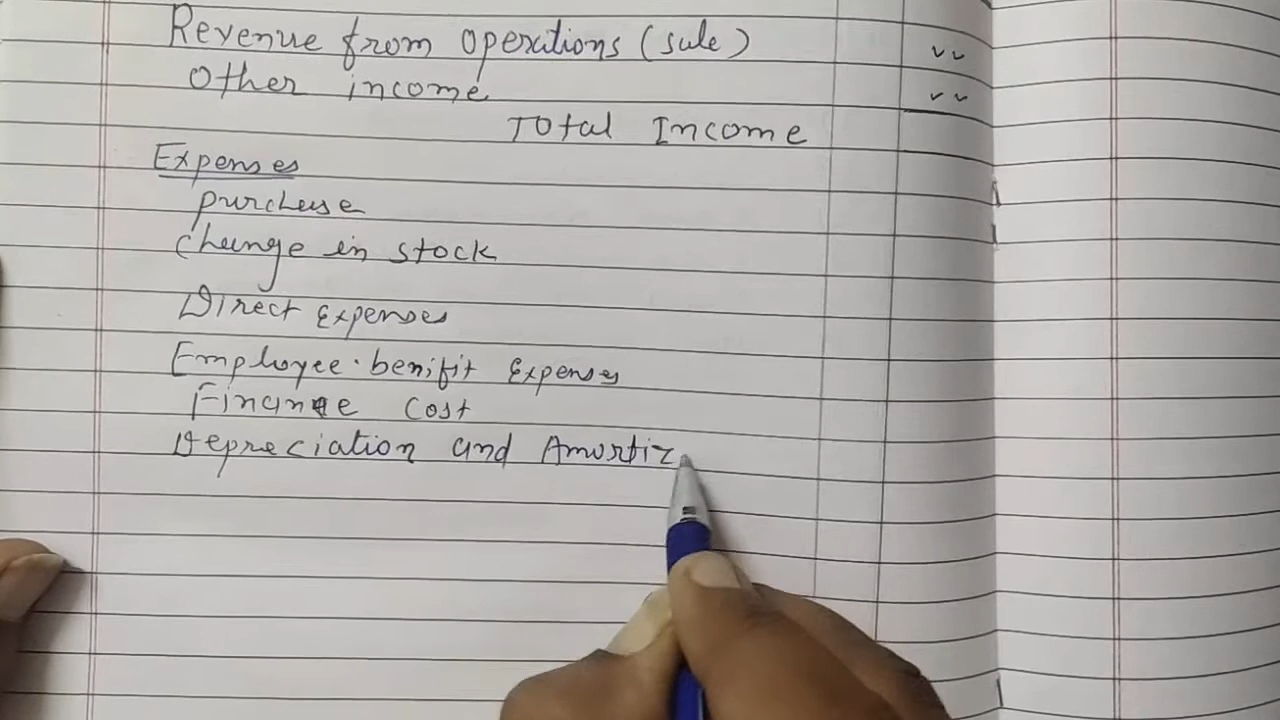 Revenue from Operations (sale)
Other income
Total Income
Expenses
purchase
change in stock
Direct Expenses
Employee benifit Expenses
Finance cost
Depreciation and Amortiz